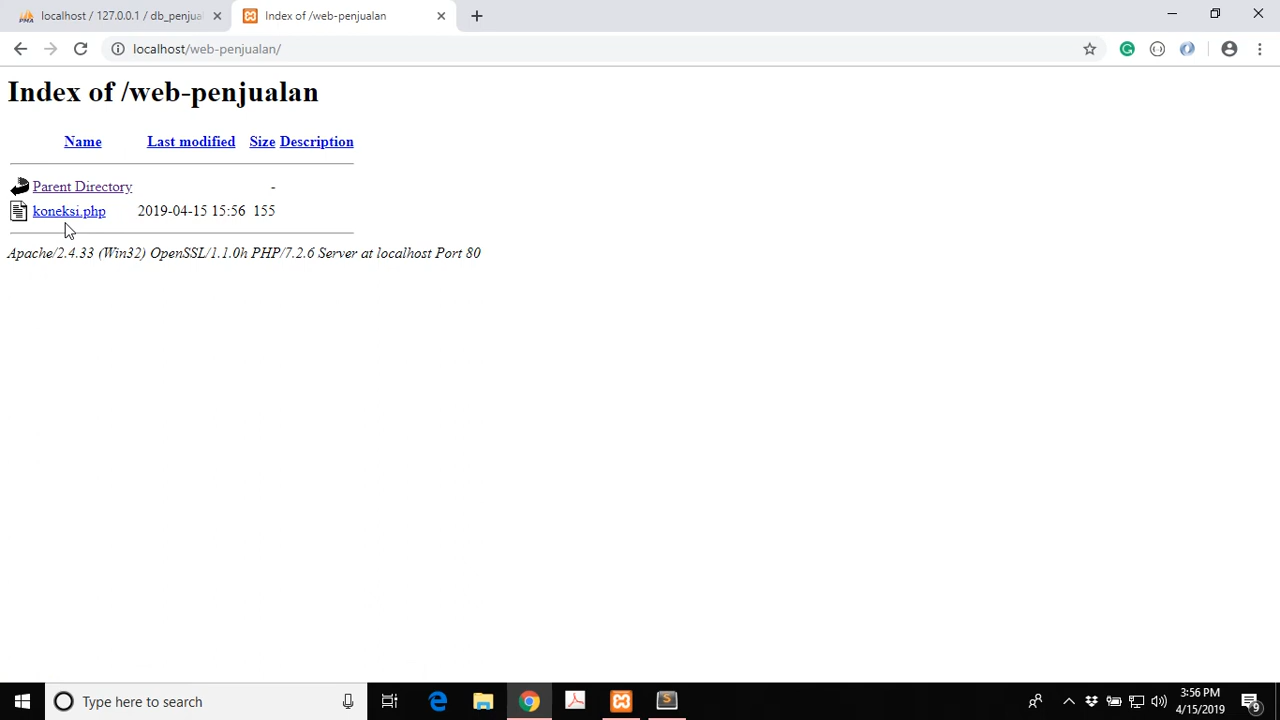 localhost / 127.0.0.1 / db_penjual
Index of /web-penjualan
localhost/web-penjualan/
Index of /web-penjualan
Name Last modified Size Description
Parent Directory -
koneksi.php 2019-04-15 15:56 155
Apache/2.4.33 (Win32) OpenSSL/1.1.0h PHP/7.2.6 Server at localhost Port 80
Type here to search
3:56 PM
4/15/2019
9